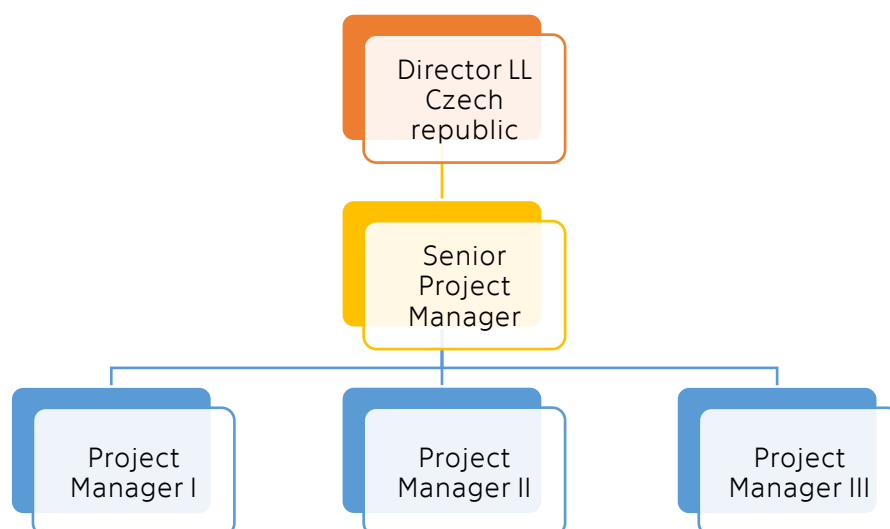 Director LL
Czech
republic
Senior
Project
Manager
Project
Manager I
Project
Manager II
Project
Manager III